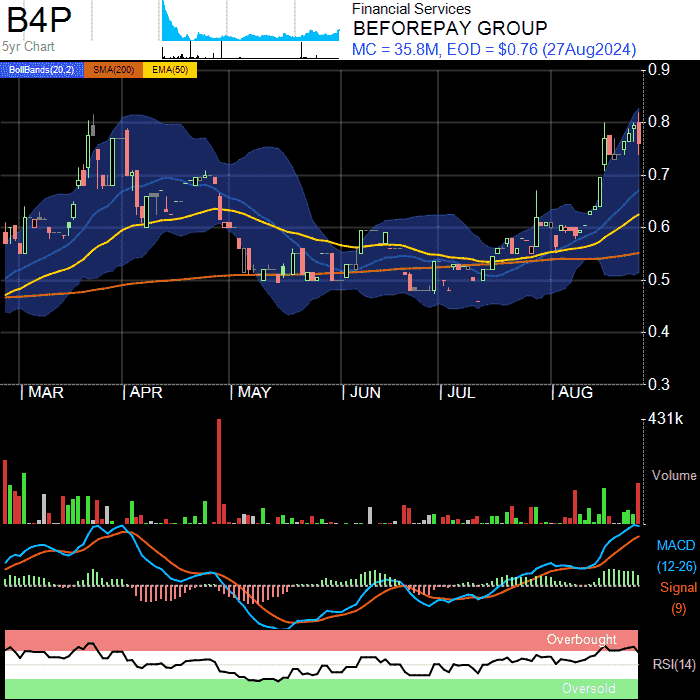 B4P
5yr Chart
Financial Services
BEFOREPAY GROUP
MC = 35.8M, EOD = $0.76 (27Aug2024)
BollBands(20,2) SMA(200) EMA(50)
0.9
0.8
0.7
0.6
0.5
0.4
0.3
| MAR | APR | MAY | JUN | JUL | AUG
431k
Volume
MACD
(12-26)
Signal
(9)
Overbought
RSI(14)
Oversold